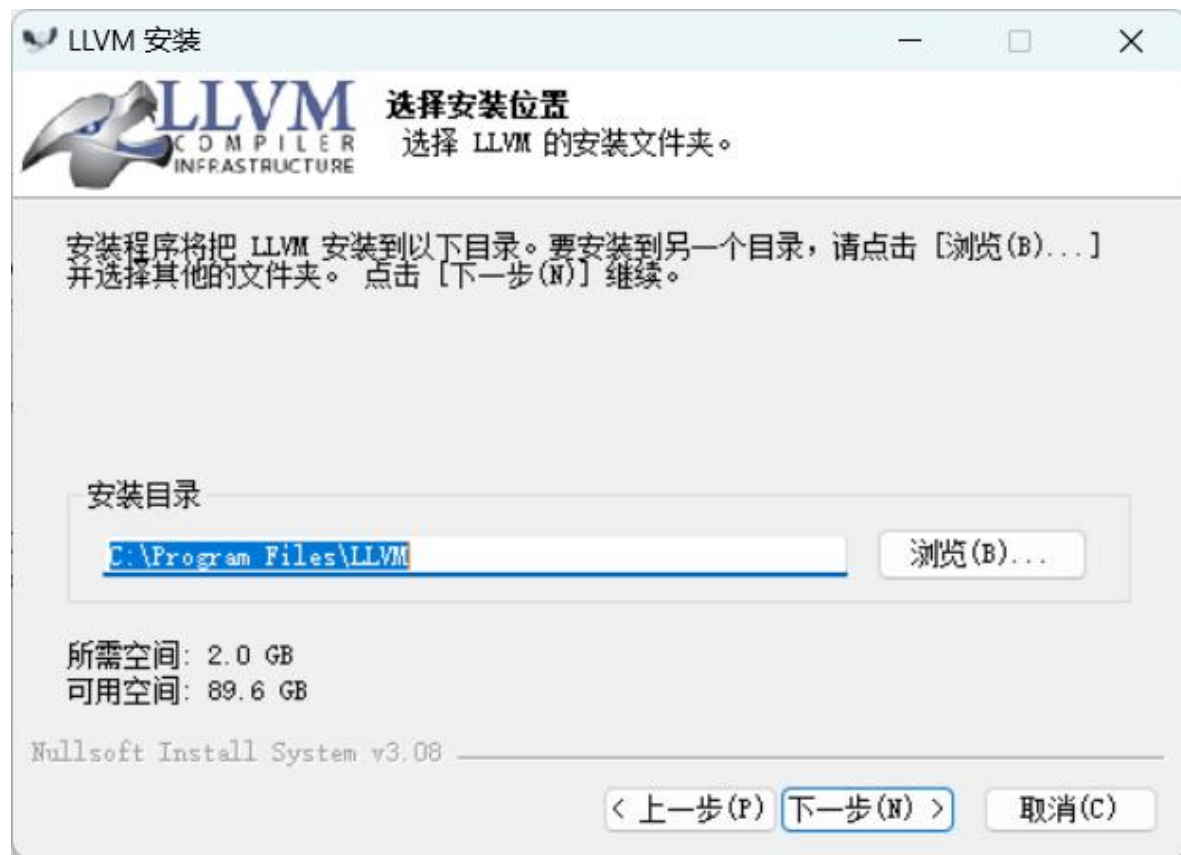 LLVM 安装
LLVM
COMPILER
INFRASTRUCTURE
选择安装位置
选择 LLVM 的安装文件夹。
安装程序将把 LLVM 安装到以下目录。要安装到另一个目录，请点击 [浏览(B)...]
并选择其他的文件夹。 点击 [下一步(N)] 继续。
安装目录
C:\Program Files\LLVM
浏览(B)...
所需空间: 2.0 GB
可用空间: 89.6 GB
Nullsoft Install System v3.08
< 上一步(P) 下一步(N) > 取消(C)